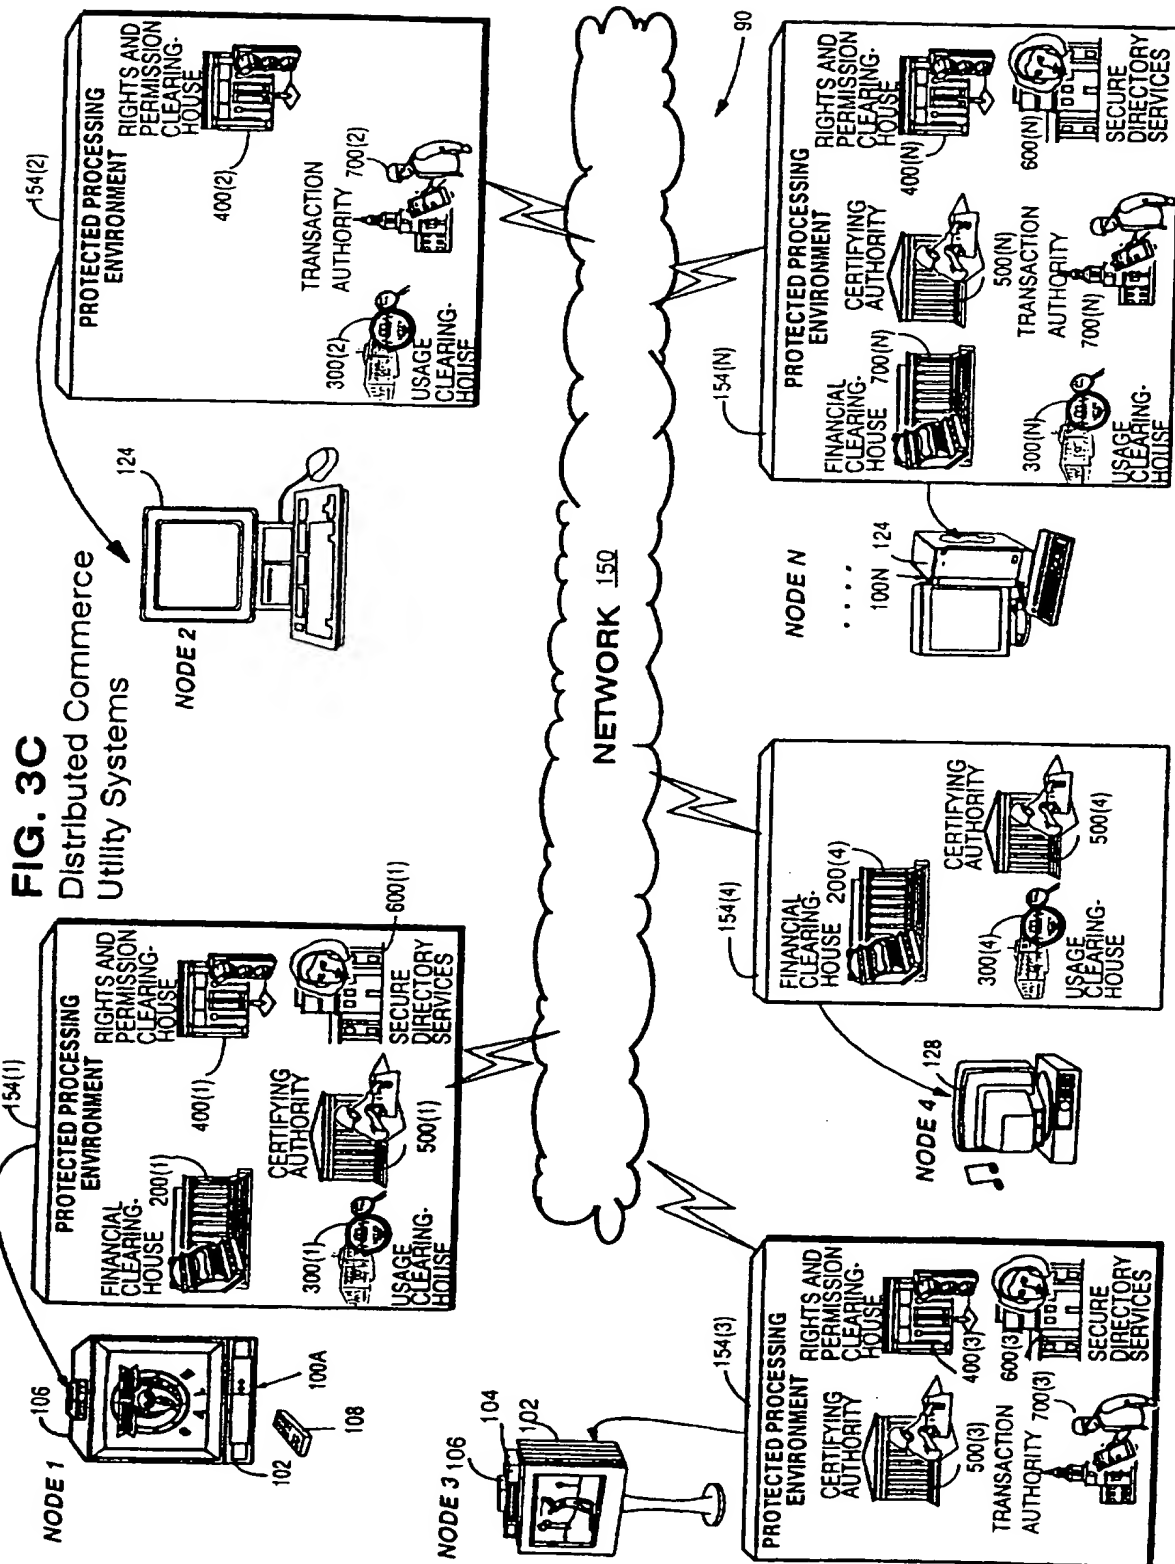 FIG. 3C
Distributed Commerce
Utility Systems
NODE 1
106
102
100A
108
154(1)
PROTECTED PROCESSING
ENVIRONMENT
FINANCIAL
CLEARING-
HOUSE
200(1)
RIGHTS AND
PERMISSION
CLEARING-
HOUSE
400(1)
CERTIFYING
AUTHORITY
500(1)
300(1)
USAGE
CLEARING-
HOUSE
SECURE
DIRECTORY
SERVICES
600(1)
NODE 2
124
154(2)
PROTECTED PROCESSING
ENVIRONMENT
RIGHTS AND
PERMISSION
CLEARING-
HOUSE
400(2)
TRANSACTION
AUTHORITY
700(2)
300(2)
USAGE
CLEARING-
HOUSE
NETWORK 150
90
NODE 3
106
104
102
154(3)
PROTECTED PROCESSING
ENVIRONMENT
CERTIFYING
AUTHORITY
500(3)
RIGHTS AND
PERMISSION
CLEARING-
HOUSE
400(3)
TRANSACTION
AUTHORITY
700(3)
600(3)
SECURE
DIRECTORY
SERVICES
NODE 4
128
154(4)
FINANCIAL
CLEARING-
HOUSE
200(4)
CERTIFYING
AUTHORITY
500(4)
300(4)
USAGE
CLEARING-
HOUSE
NODE N
. . . .
100N
124
154(N)
PROTECTED PROCESSING
ENVIRONMENT
FINANCIAL
CLEARING-
HOUSE
700(N)
CERTIFYING
AUTHORITY
500(N)
RIGHTS AND
PERMISSION
CLEARING-
HOUSE
400(N)
300(N)
USAGE
CLEARING-
HOUSE
TRANSACTION
AUTHORITY
700(N)
600(N)
SECURE
DIRECTORY
SERVICES